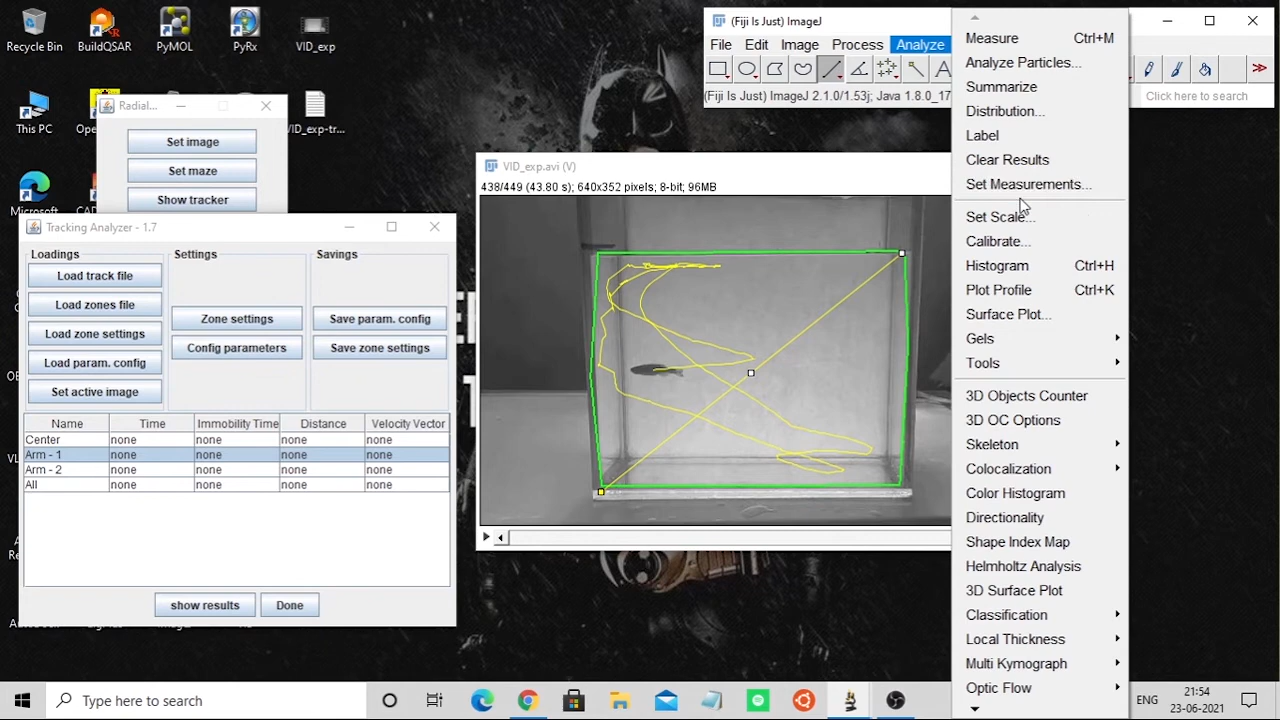 Recycle Bin
BuildQSAR
PyMOL
PyRx
VID_exp
This PC
VID_exp-tr...
Microsoft
Radial...
Set image
Set maze
Show tracker
Tracking Analyzer - 1.7
Loadings
Settings
Savings
Load track file
Load zones file
Load zone settings
Load param. config
Set active image
Zone settings
Config parameters
Save param. config
Save zone settings
Name Time Immobility Time Distance Velocity Vector
Center none none none none
Arm - 1 none none none none
Arm - 2 none none none none
All none none none none
show results
Done
VID_exp.avi (V)
438/449 (43.80 s); 640x352 pixels; 8-bit; 96MB
(Fiji Is Just) ImageJ
File Edit Image Process Analyze
A
>>
(Fiji Is Just) ImageJ 2.1.0/1.53j; Java 1.8.0_17
Click here to search
Measure Ctrl+M
Analyze Particles...
Summarize
Distribution...
Label
Clear Results
Set Measurements...
Set Scale...
Calibrate...
Histogram Ctrl+H
Plot Profile Ctrl+K
Surface Plot...
Gels
Tools
3D Objects Counter
3D OC Options
Skeleton
Colocalization
Color Histogram
Directionality
Shape Index Map
Helmholtz Analysis
3D Surface Plot
Classification
Local Thickness
Multi Kymograph
Optic Flow
Type here to search
ENG
21:54
23-06-2021